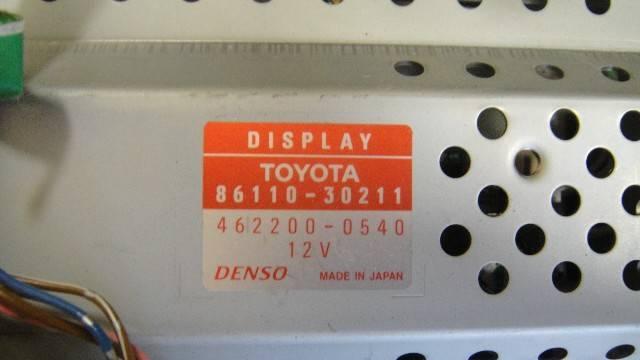 DISPLAY
TOYOTA
86110-30211
462200-0540
12V
DENSO MADE IN JAPAN